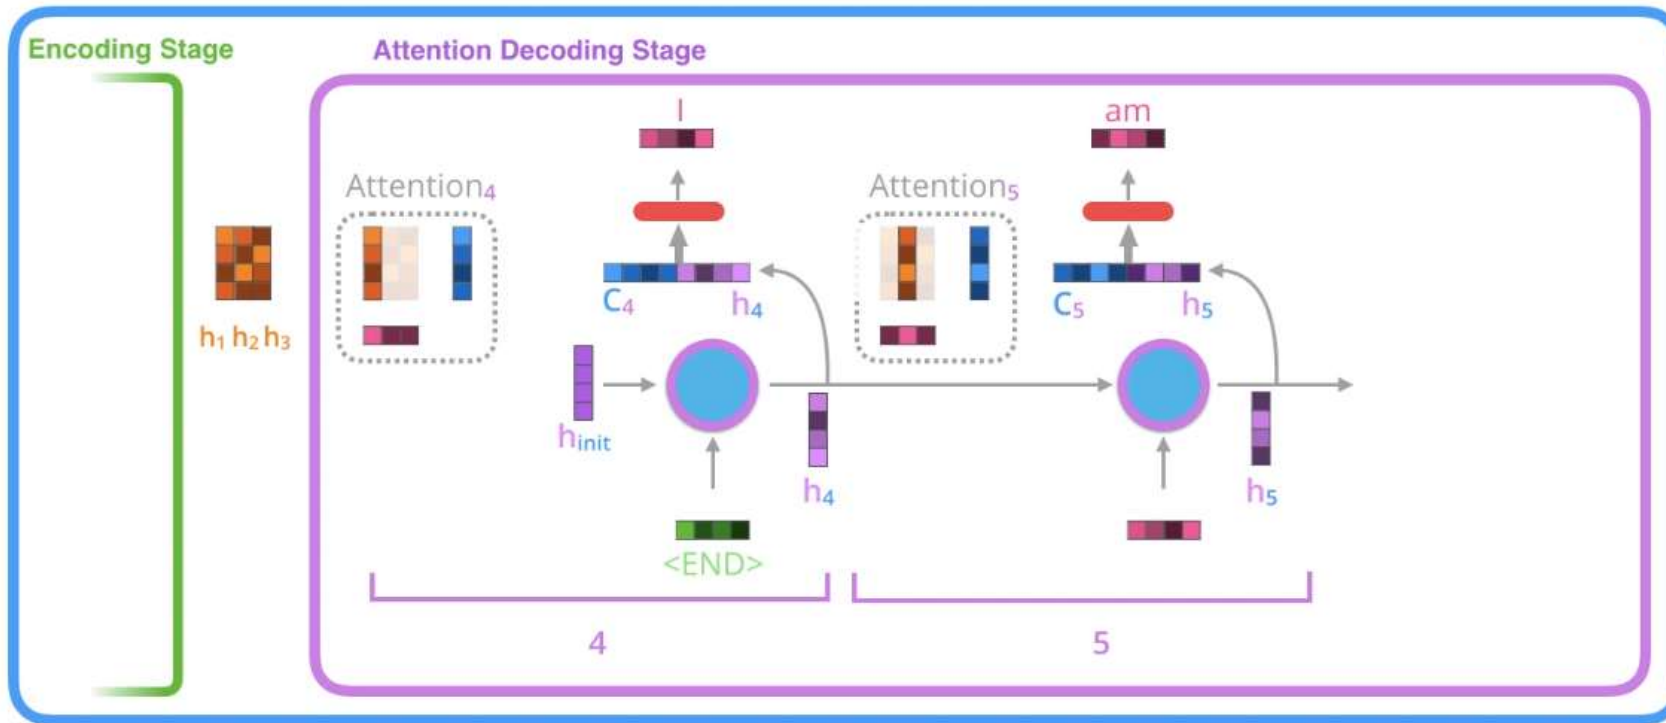 Encoding Stage
Attention Decoding Stage
I
am
Attention₄
Attention₅
h₁ h₂ h₃
C₄
h₄
C₅
h₅
h_init
h₄
h₅
<END>
4
5